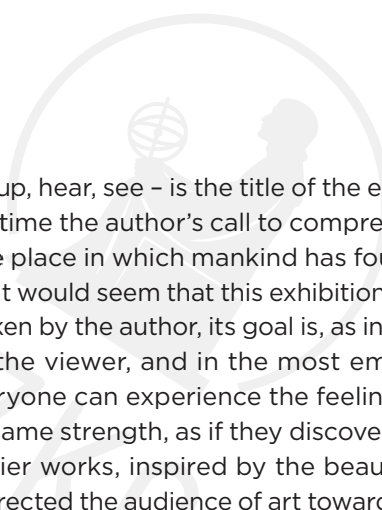 up, hear, see – is the title of the e
time the author's call to compre
place in which mankind has fou
t would seem that this exhibition
ken by the author, its goal is, as in
the viewer, and in the most em
ryone can experience the feelin
ame strength, as if they discove
ier works, inspired by the beau
rected the audience of art toward